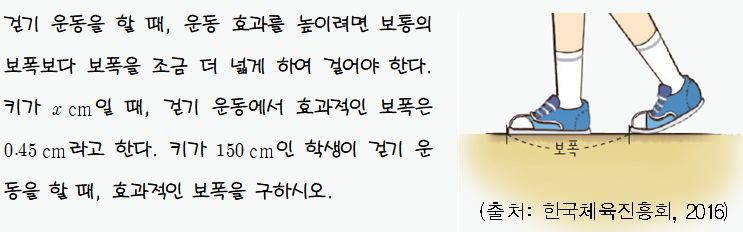 걷기 운동을 할 때, 운동 효과를 높이려면 보통의
보폭보다 보폭을 조금 더 넓게 하여 걸어야 한다.
키가 x cm일 때, 걷기 운동에서 효과적인 보폭은
0.45 cm라고 한다. 키가 150 cm인 학생이 걷기 운
동을 할 때, 효과적인 보폭을 구하시오.
보폭
(출처: 한국체육진흥회, 2016)